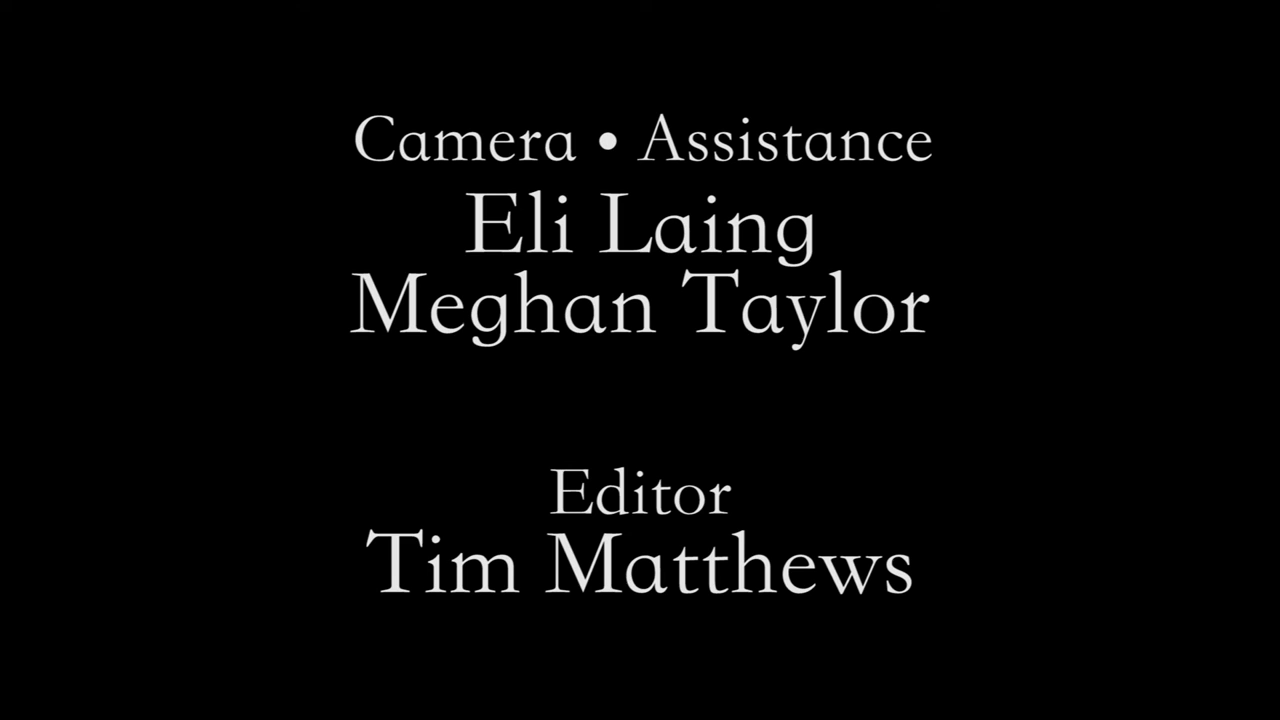 Camera • Assistance
Eli Laing
Meghan Taylor
Editor
Tim Matthews